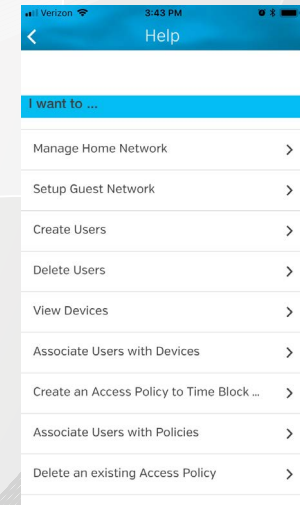 Verizon 3:43 PM
Help
I want to ...
Manage Home Network
Setup Guest Network
Create Users
Delete Users
View Devices
Associate Users with Devices
Create an Access Policy to Time Block ...
Associate Users with Policies
Delete an existing Access Policy